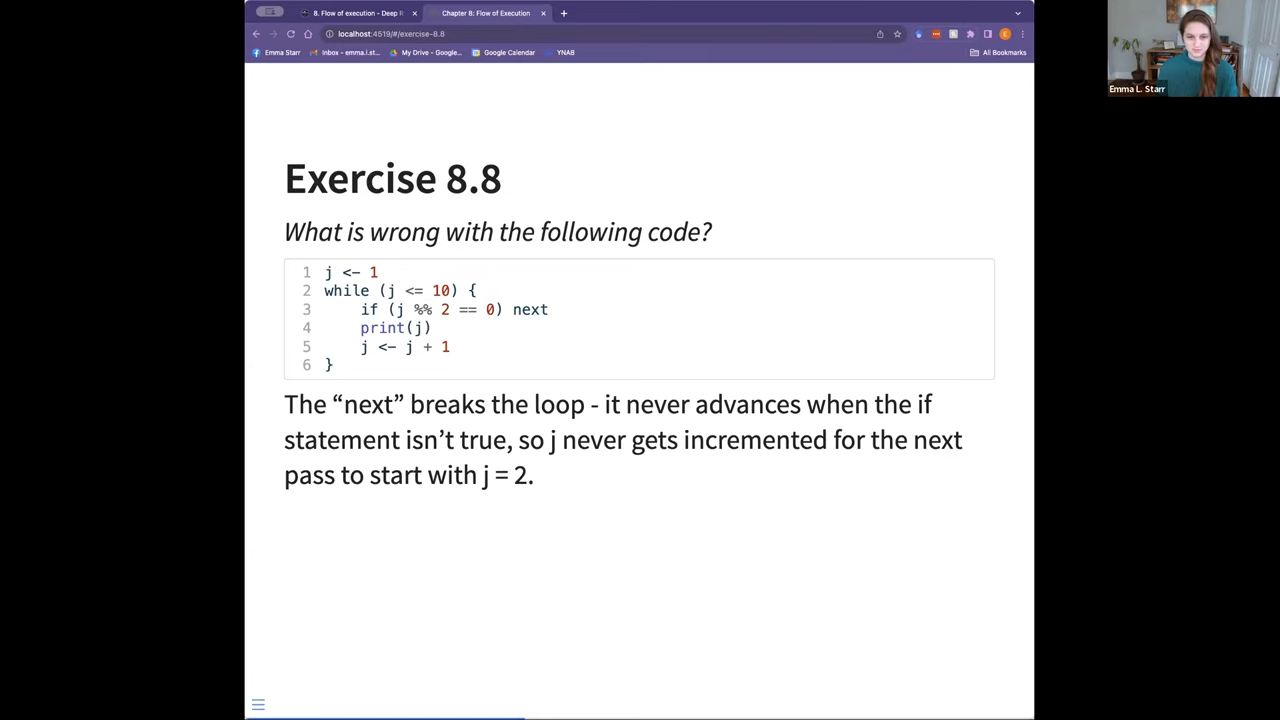 8. Flow of execution - Deep R
Chapter 8: Flow of Execution
localhost:4519/#/exercise-8.8
Emma Starr
Inbox - emma.l.st...
My Drive - Google...
Google Calendar
YNAB
All Bookmarks
Emma L. Starr
Exercise 8.8
What is wrong with the following code?
1 j <- 1
2 while (j <= 10) {
3     if (j %% 2 == 0) next
4     print(j)
5     j <- j + 1
6 }
The “next” breaks the loop - it never advances when the if
statement isn’t true, so j never gets incremented for the next
pass to start with j = 2.